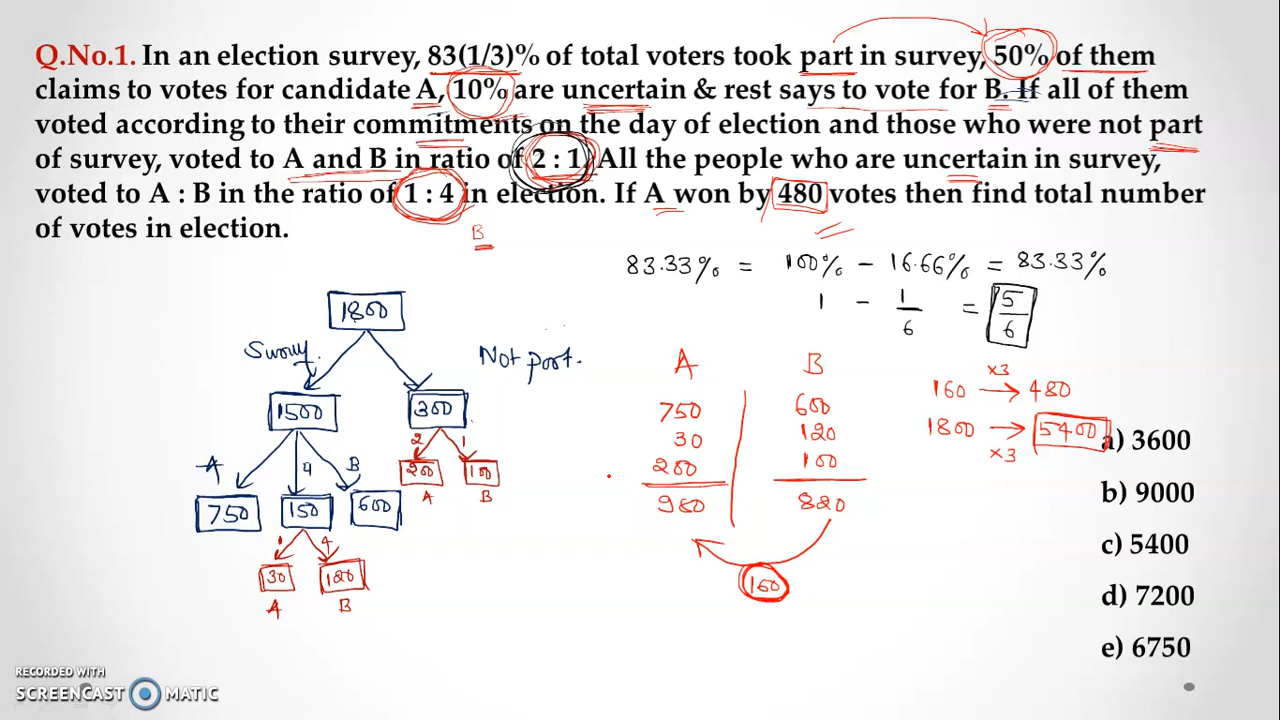 Q.No.1. In an election survey, 83(1/3)% of total voters took part in survey, 50% of them
claims to votes for candidate A, 10% are uncertain & rest says to vote for B. If all of them
voted according to their commitments on the day of election and those who were not part
of survey, voted to A and B in ratio of 2 : 1. All the people who are uncertain in survey,
voted to A : B in the ratio of 1 : 4 in election. If A won by 480 votes then find total number
of votes in election.
B
83.33% = 100% - 16.66% = 83.33%
1 - 1/6 = 5/6
1800
Survey
Not part.
1500
300
A
4
B
2
1
200
100
A
B
750
150
600
1
4
30
120
A
B
A B
750 600
30 120
200 100
980 820
160
160 ×3→ 480
1800 →×3 5400
a) 3600
b) 9000
c) 5400
d) 7200
e) 6750
RECORDED WITH
SCREENCAST MATIC